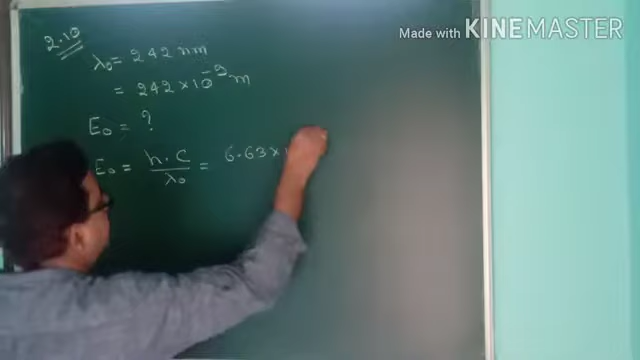 Made with KINEMASTER
2.10
λ₀ = 242 nm
= 242 × 10⁻⁹ m
E₀ = ?
E₀ = h.c / λ₀ = 6.63 ×